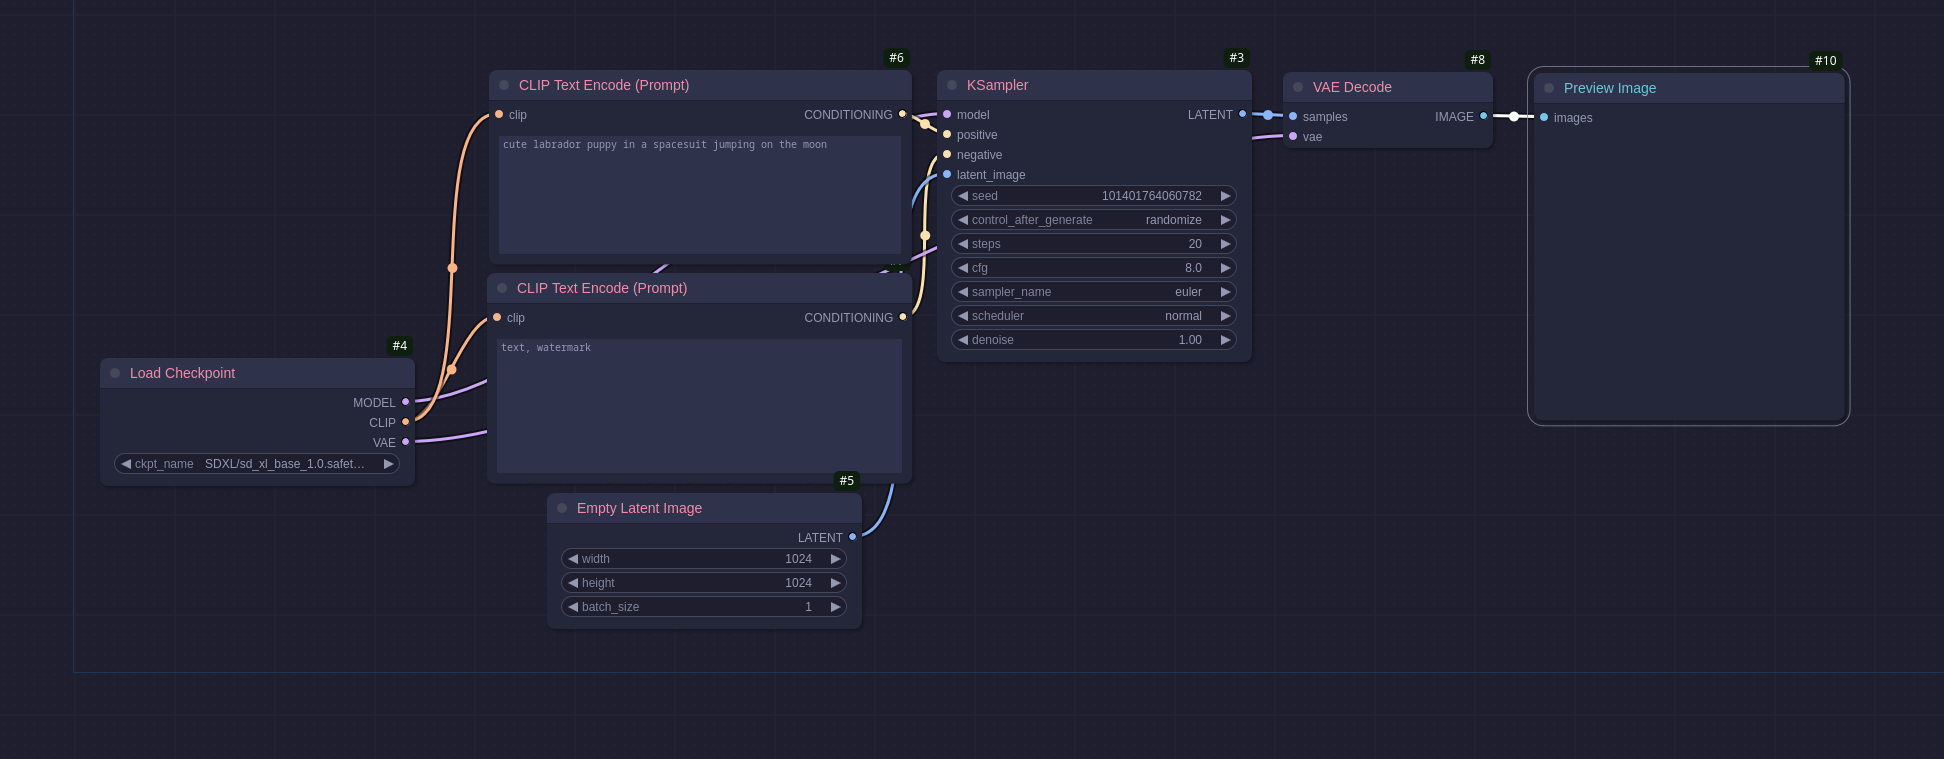 #6
CLIP Text Encode (Prompt)
clip CONDITIONING
cute labrador puppy in a spacesuit jumping on the moon
CLIP Text Encode (Prompt)
clip CONDITIONING
text, watermark
#4
Load Checkpoint
MODEL
CLIP
VAE
ckpt_name SDXL/sd_xl_base_1.0.safet...
#5
Empty Latent Image
LATENT
width 1024
height 1024
batch_size 1
#3
KSampler
model LATENT
positive
negative
latent_image
seed 101401764060782
control_after_generate randomize
steps 20
cfg 8.0
sampler_name euler
scheduler normal
denoise 1.00
#8
VAE Decode
samples IMAGE
vae
#10
Preview Image
images